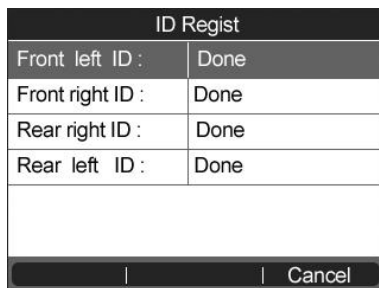 ID Regist
Front left ID : Done
Front right ID : Done
Rear right ID : Done
Rear left ID : Done
Cancel